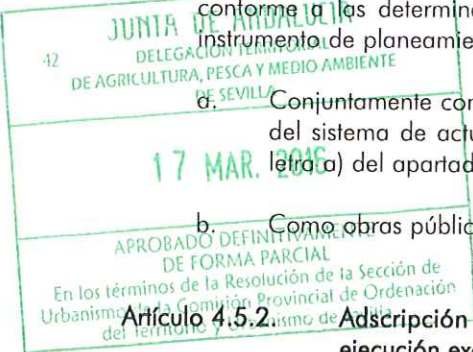 conforme a las determina
instrumento de planeamie
a. Conjuntamente con
del sistema de actu
letra a) del apartad
b. Como obras públic
Artículo 4.5.2. Adscripción
ejecución ex
JUNTA DE ANDALUCIA
42 DELEGACIÓN TERRITORIAL
DE AGRICULTURA, PESCA Y MEDIO AMBIENTE
DE SEVILLA
17 MAR. 2016
APROBADO DEFINITIVAMENTE
DE FORMA PARCIAL
En los términos de la Resolución de la Sección de
Urbanismo de la Comisión Provincial de Ordenación
del Territorio y Urbanismo de Sevilla